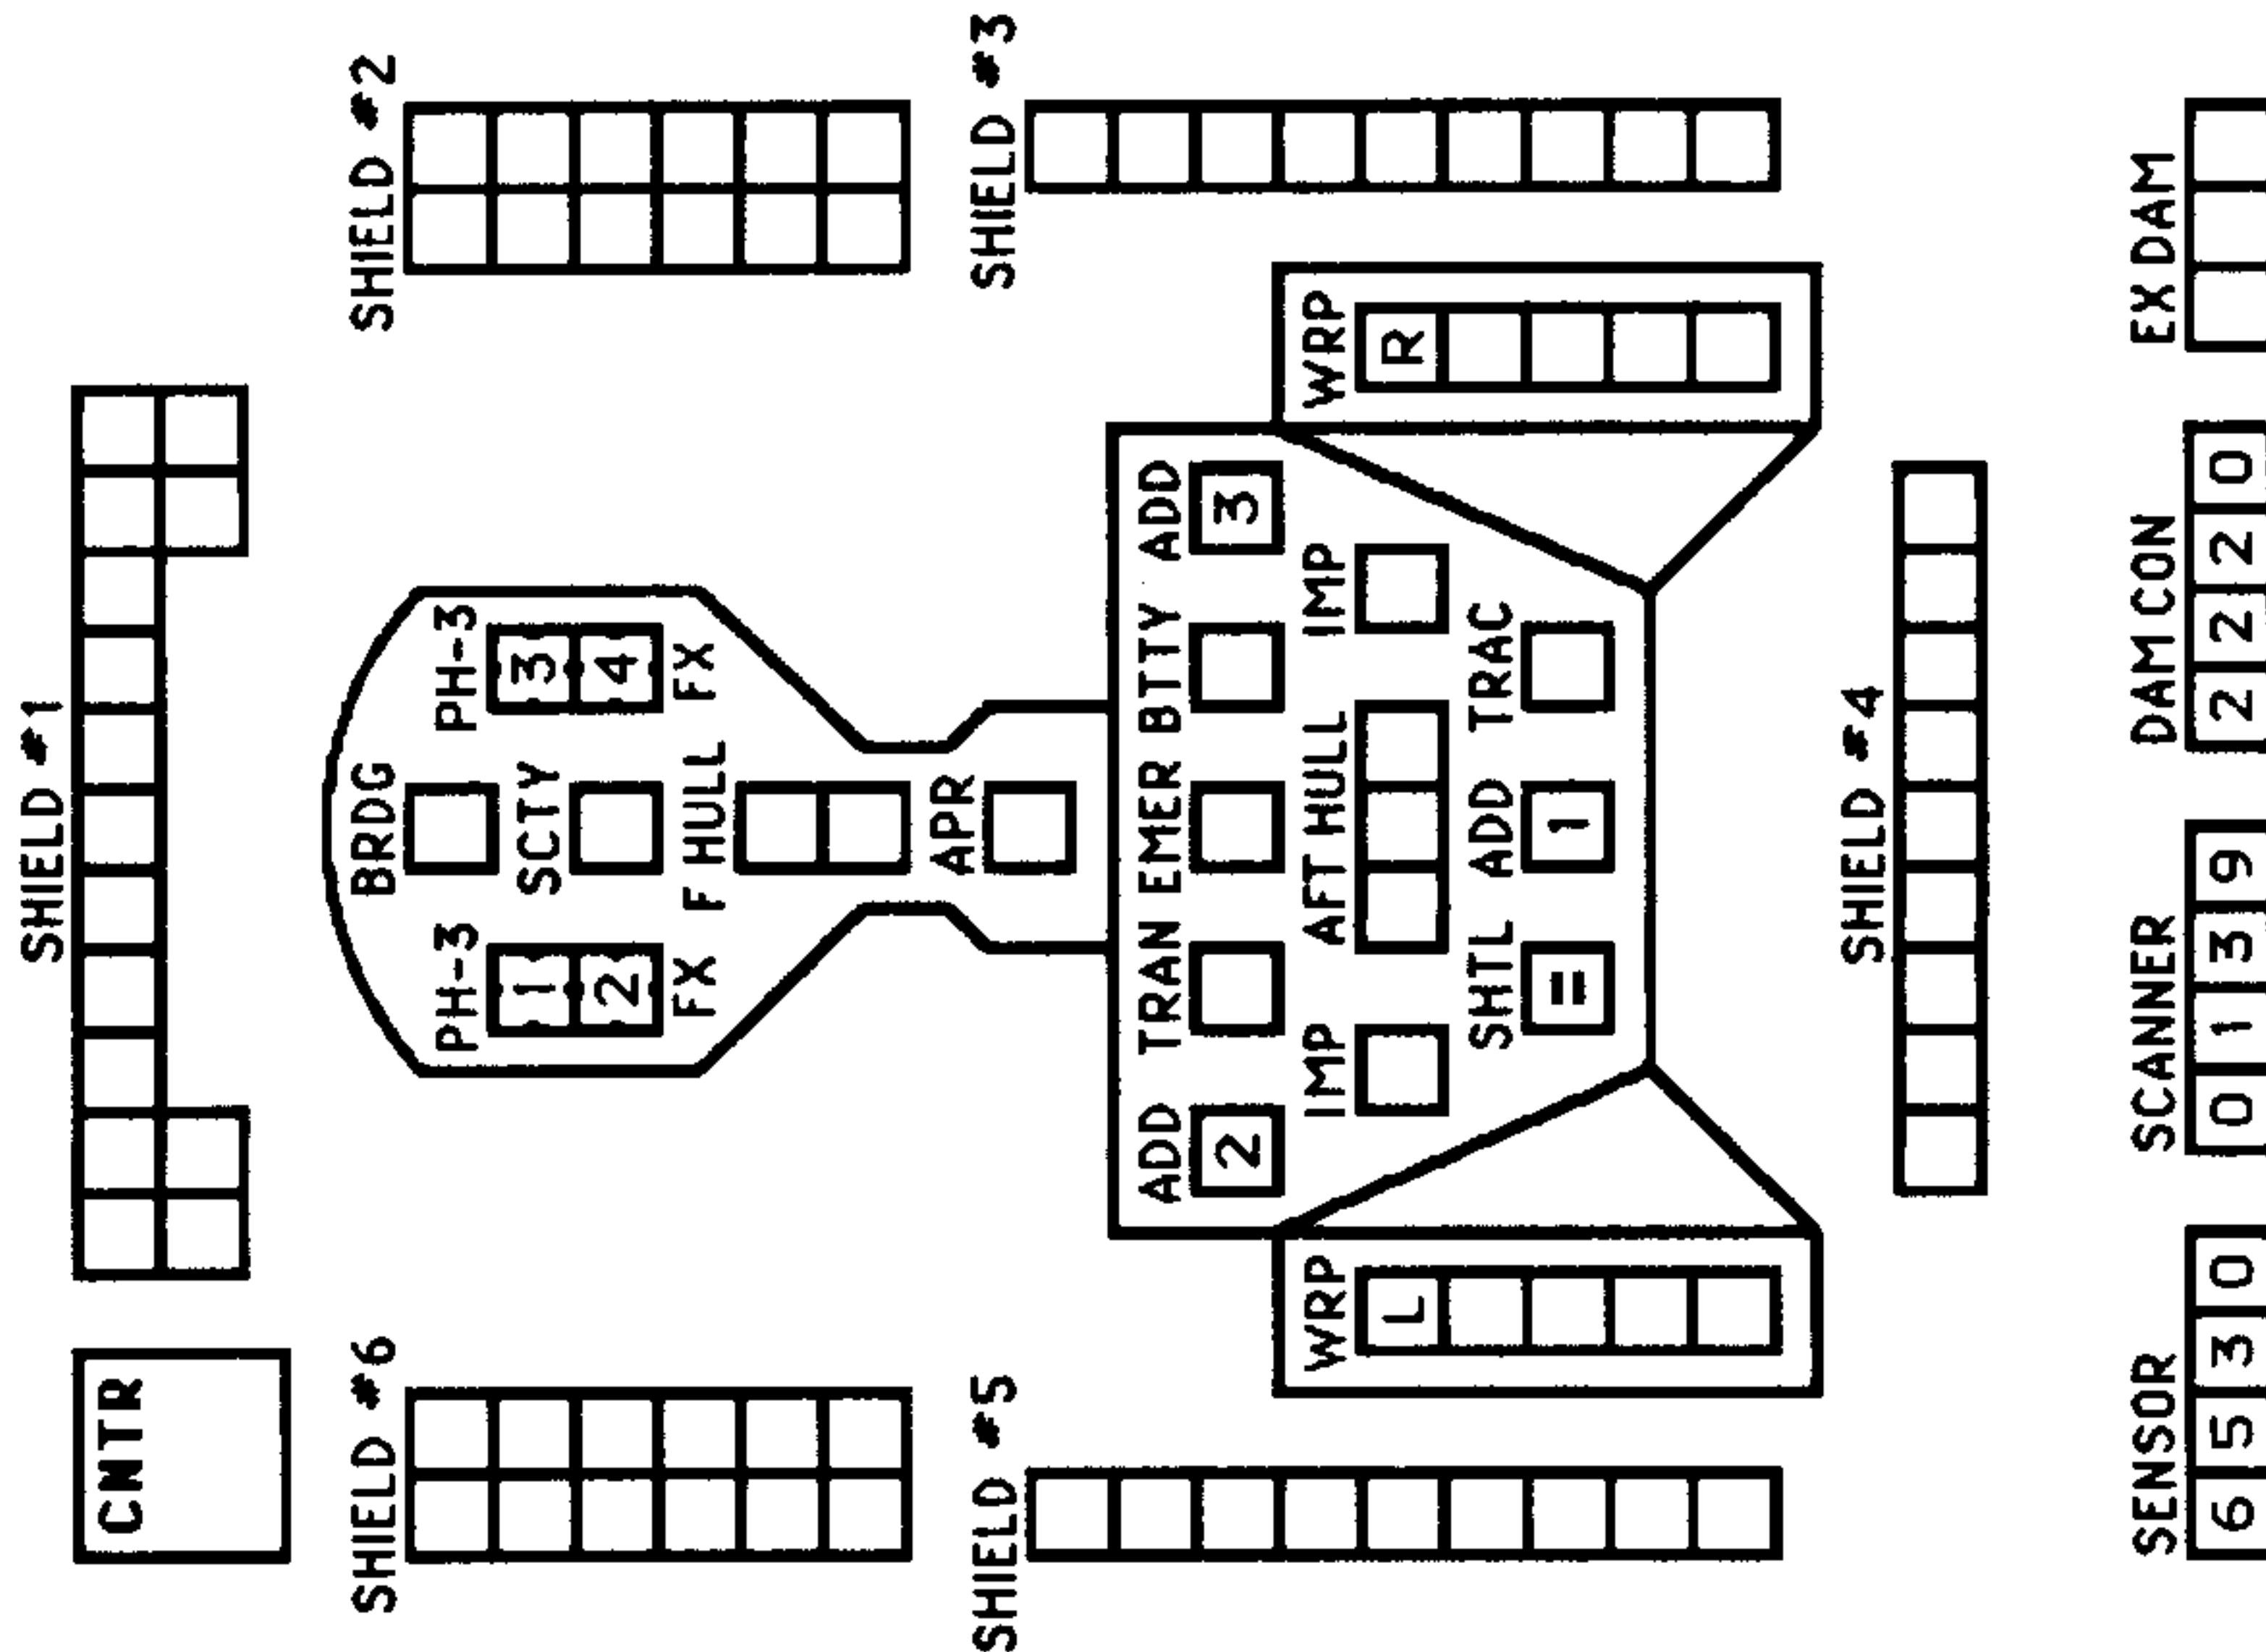 SHIELD #1
CNTR
SHIELD #6
SHIELD #2
BRDG
PH-3
PH-3
1
2
3
4
SCTY
FX
FX
F HULL
APR
SHIELD #5
SHIELD #3
ADD TRAN EMER BTTY ADD
2
3
WRP
IMP
AFT HULL
IMP
WRP
L
R
SHTL ADD TRAC
=
1
SHIELD #4
SENSOR SCANNER DAM CON EX DAM
6 5 3 0
0 1 3 9
2 2 2 0